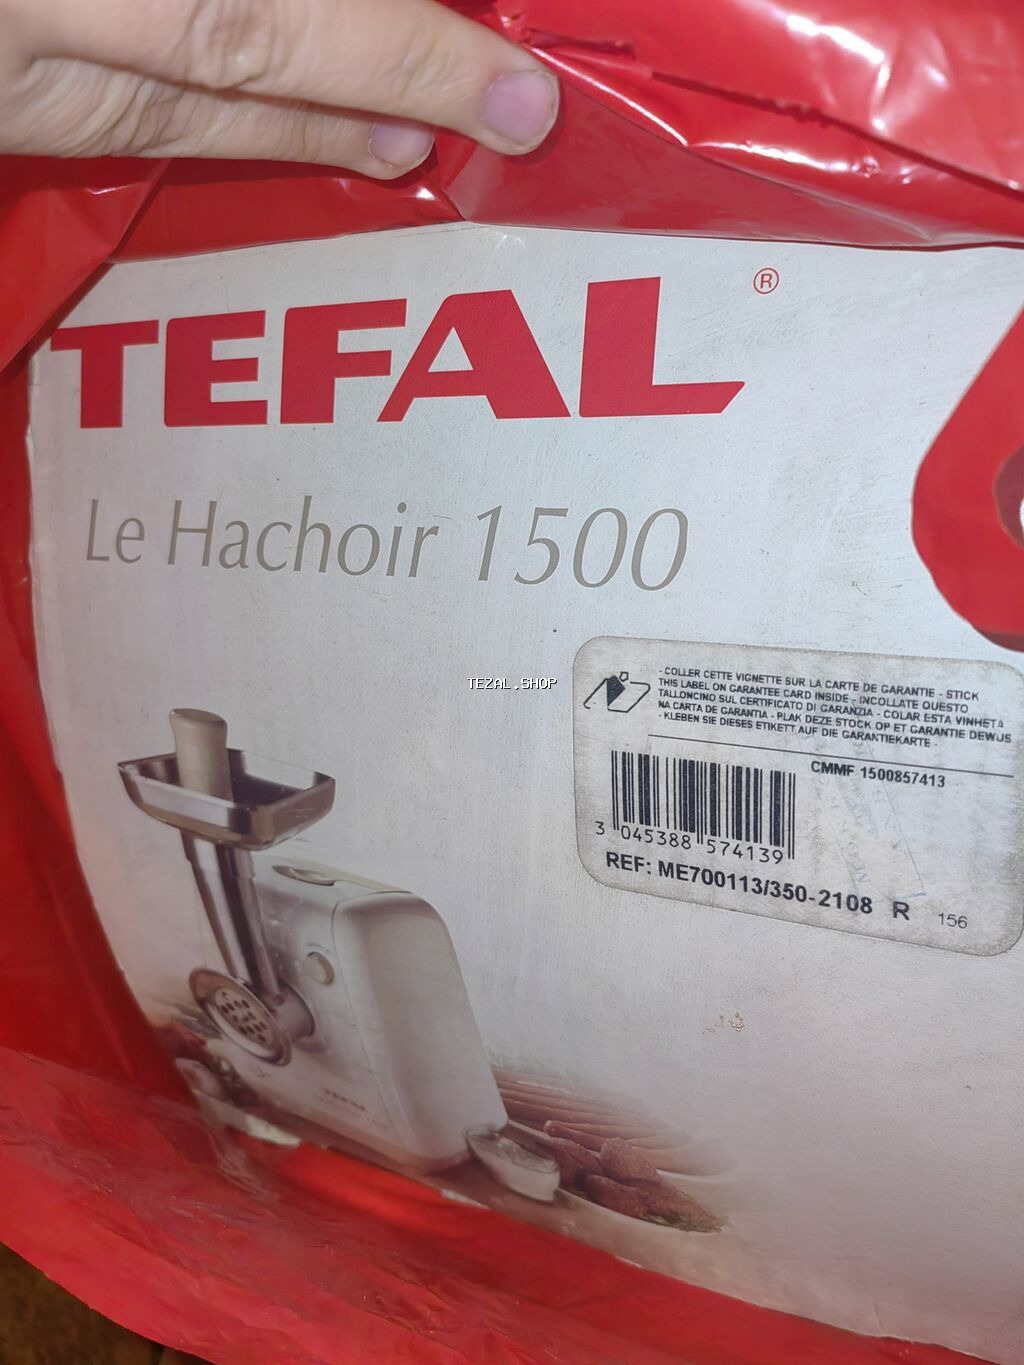 TEFAL®
Le Hachoir 1500
TEZAL.SHOP
- COLLER CETTE VIGNETTE SUR LA CARTE DE GARANTIE - STICK
THIS LABEL ON GARANTEE CARD INSIDE - INCOLLATE QUESTO
TALLONCINO SUL CERTIFICATO DI GARANZIA - COLAR ESTA VINHETA
NA CARTA DE GARANTIA - PLAK DEZE STOCK OP ET GARANTIE DEWIJS
- KLEBEN SIE DIESES ETIKETT AUF DIE GARANTIEKARTE -
CMMF 1500857413
3 045388 574139
REF: ME700113/350-2108 R 156
TEFAL